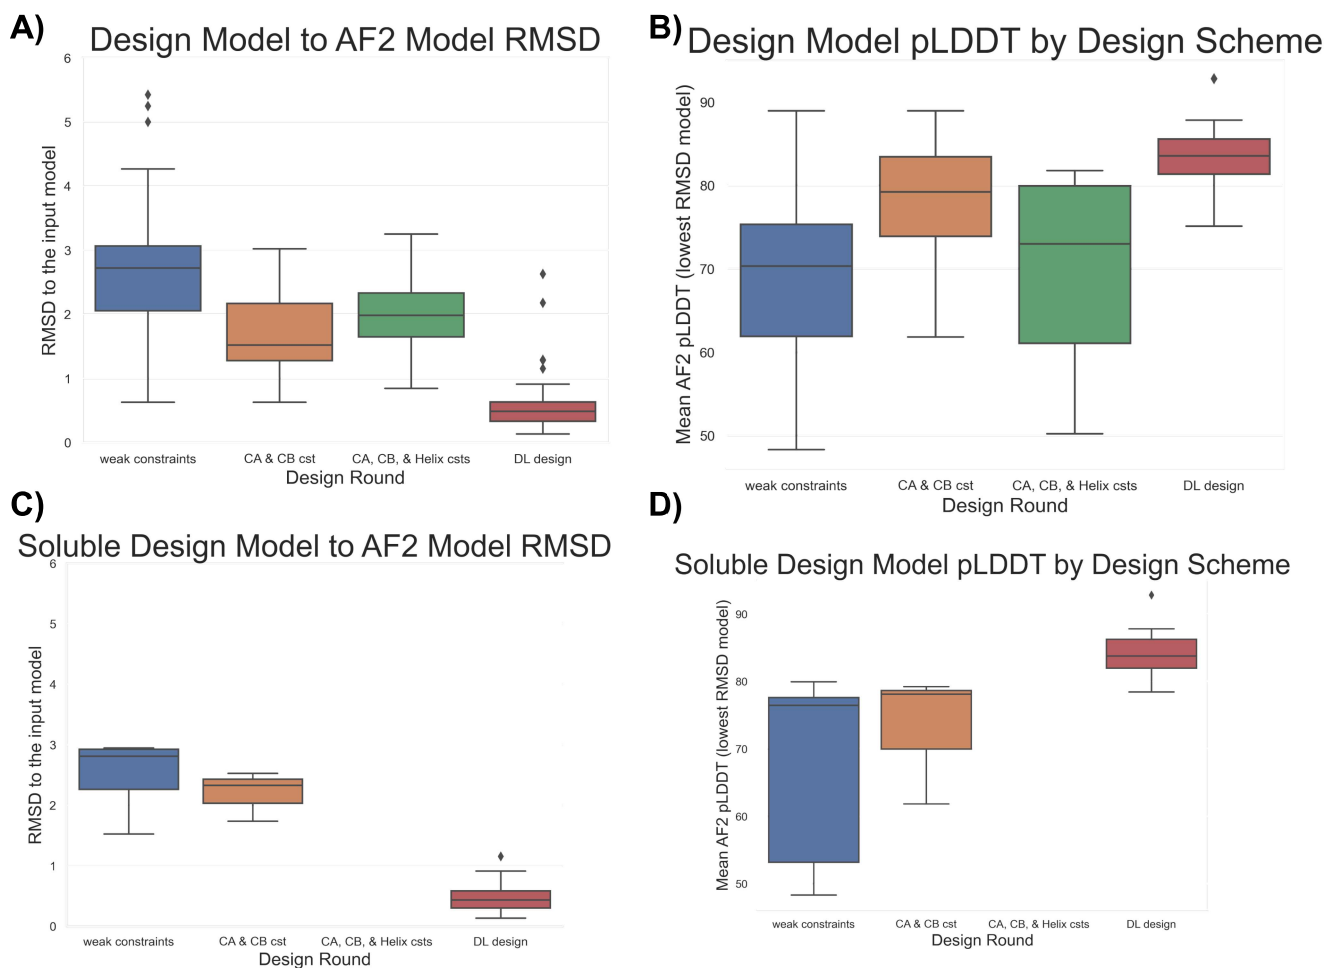 A)
Design Model to AF2 Model RMSD
RMSD to the input model
6
5
4
3
2
1
0
weak constraints
CA & CB cst
CA, CB, & Helix csts
DL design
Design Round
B)
Design Model pLDDT by Design Scheme
Mean AF2 pLDDT (lowest RMSD model)
90
80
70
60
50
weak constraints
CA & CB cst
CA, CB, & Helix csts
DL design
Design Round
C)
Soluble Design Model to AF2 Model RMSD
RMSD to the input model
6
5
4
3
2
1
0
weak constraints
CA & CB cst
CA, CB, & Helix csts
DL design
Design Round
D)
Soluble Design Model pLDDT by Design Scheme
Mean AF2 pLDDT (lowest RMSD model)
90
80
70
60
50
weak constraints
CA & CB cst
CA, CB, & Helix csts
DL design
Design Round